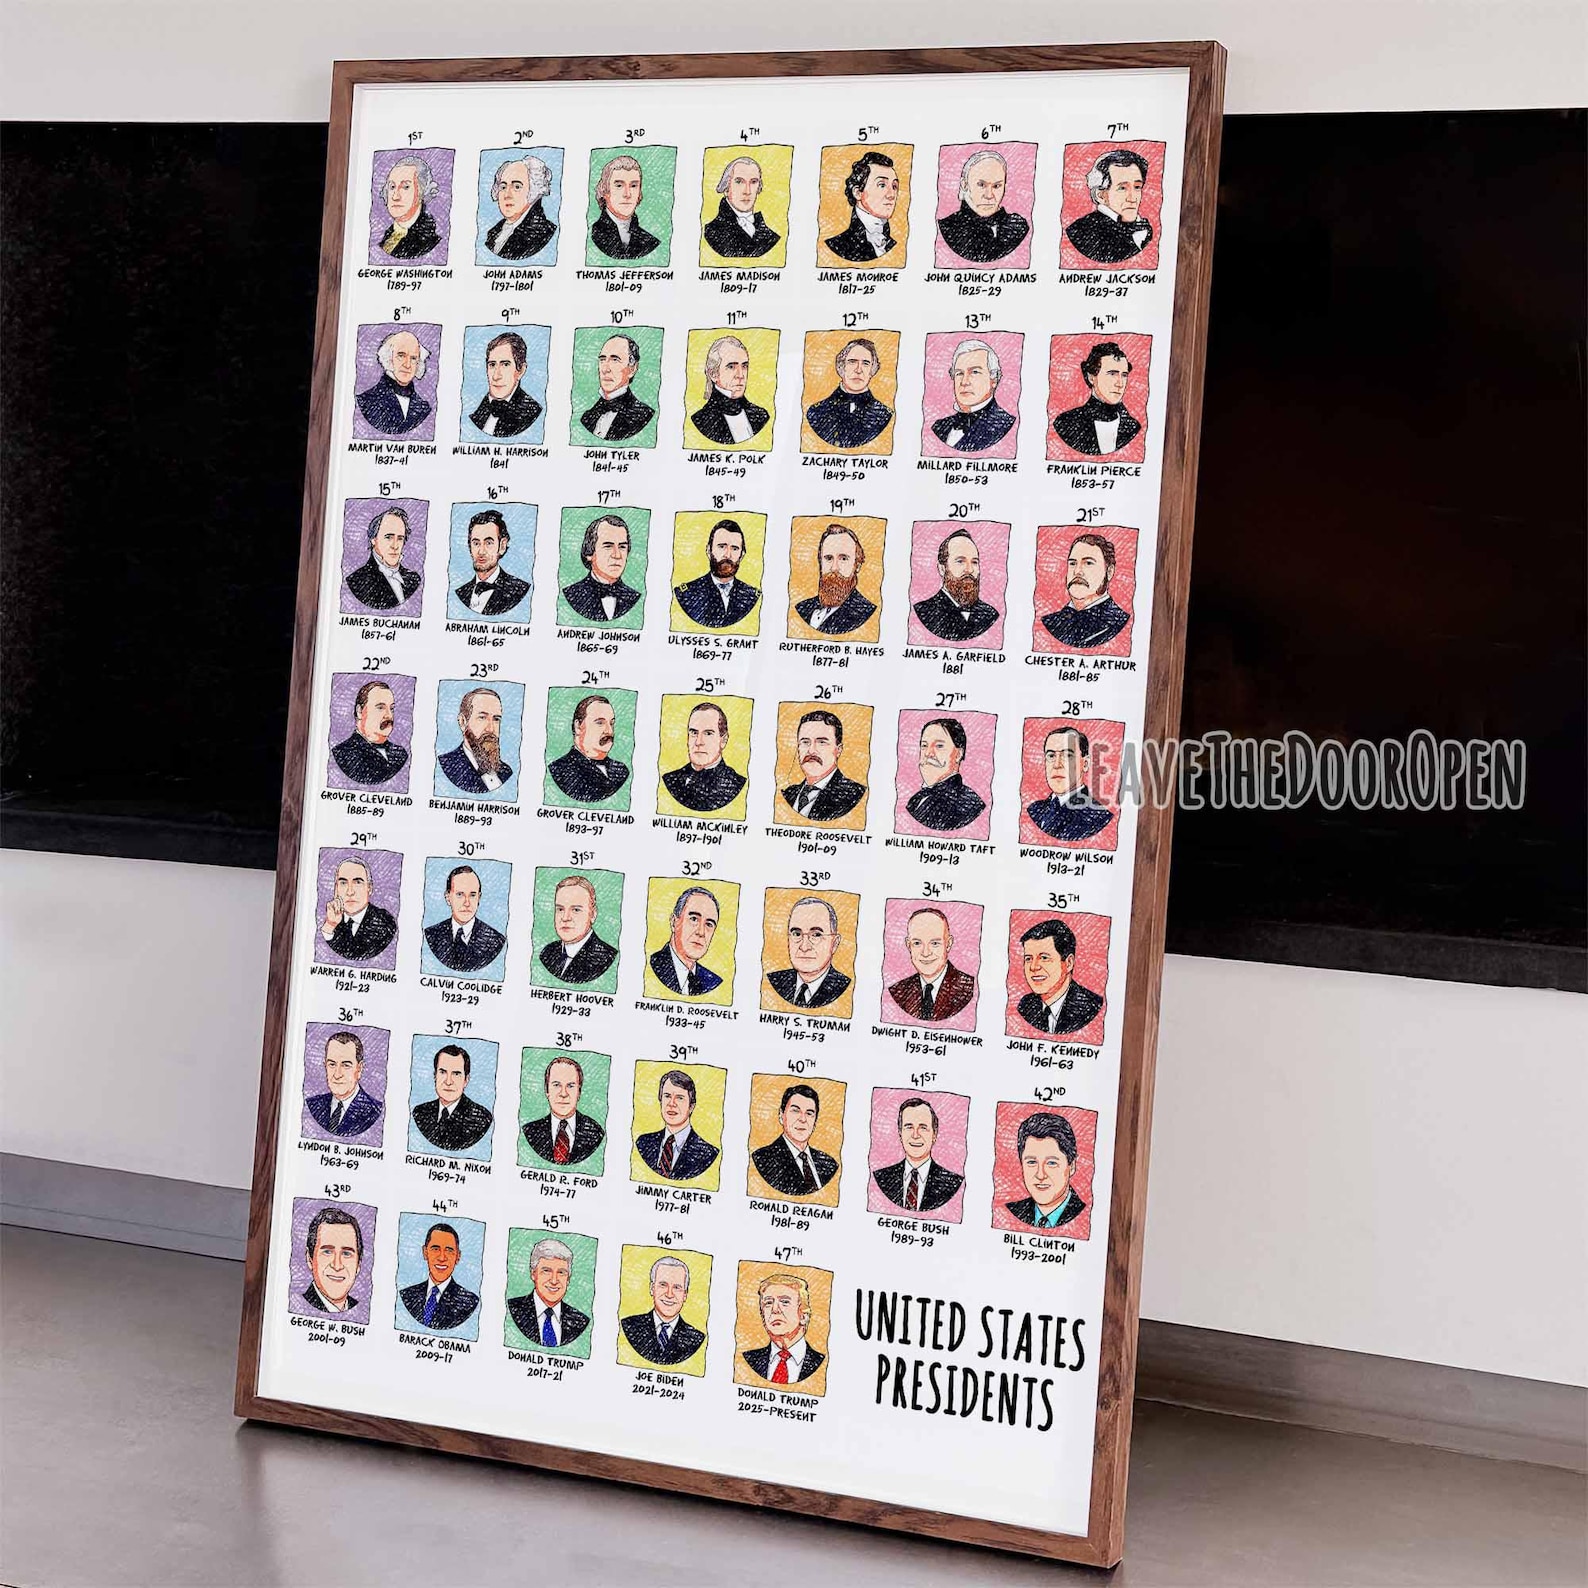 1ST 2ND 3RD 4TH 5TH 6TH 7TH
GEORGE WASHINGTON JOHN ADAMS THOMAS JEFFERSON JAMES MADISON JAMES MONROE JOHN QUINCY ADAMS ANDREW JACKSON
1789-97 1797-1801 1801-09 1809-17 1817-25 1825-29 1829-37
8TH 9TH 10TH 11TH 12TH 13TH 14TH
MARTIN VAN BUREN WILLIAM H. HARRISON JOHN TYLER JAMES K. POLK ZACHARY TAYLOR MILLARD FILLMORE FRANKLIN PIERCE
1837-41 1841 1841-45 1845-49 1849-50 1850-53 1853-57
15TH 16TH 17TH 18TH 19TH 20TH 21ST
JAMES BUCHANAN ABRAHAM LINCOLN ANDREW JOHNSON ULYSSES S. GRANT RUTHERFORD B. HAYES JAMES A. GARFIELD CHESTER A. ARTHUR
1857-61 1861-65 1865-69 1869-77 1877-81 1881 1881-85
22ND 23RD 24TH 25TH 26TH 27TH 28TH
GROVER CLEVELAND BENJAMIN HARRISON GROVER CLEVELAND WILLIAM MCKINLEY THEODORE ROOSEVELT WILLIAM HOWARD TAFT WOODROW WILSON
1885-89 1889-93 1893-97 1897-1901 1901-09 1909-13 1913-21
LEAVETHEDOOROPEN
29TH 30TH 31ST 32ND 33RD 34TH 35TH
WARREN G. HARDING CALVIN COOLIDGE HERBERT HOOVER FRANKLIN D. ROOSEVELT HARRY S. TRUMAN DWIGHT D. EISENHOWER JOHN F. KENNEDY
1921-23 1923-29 1929-33 1933-45 1945-53 1953-61 1961-63
36TH 37TH 38TH 39TH 40TH 41ST 42ND
LYNDON B. JOHNSON RICHARD M. NIXON GERALD R. FORD JIMMY CARTER RONALD REAGAN GEORGE BUSH BILL CLINTON
1963-69 1969-74 1974-77 1977-81 1981-89 1989-93 1993-2001
43RD 44TH 45TH 46TH 47TH
GEORGE W. BUSH BARACK OBAMA DONALD TRUMP JOE BIDEN DONALD TRUMP
2001-09 2009-17 2017-21 2021-2024 2025-PRESENT
UNITED STATES
PRESIDENTS